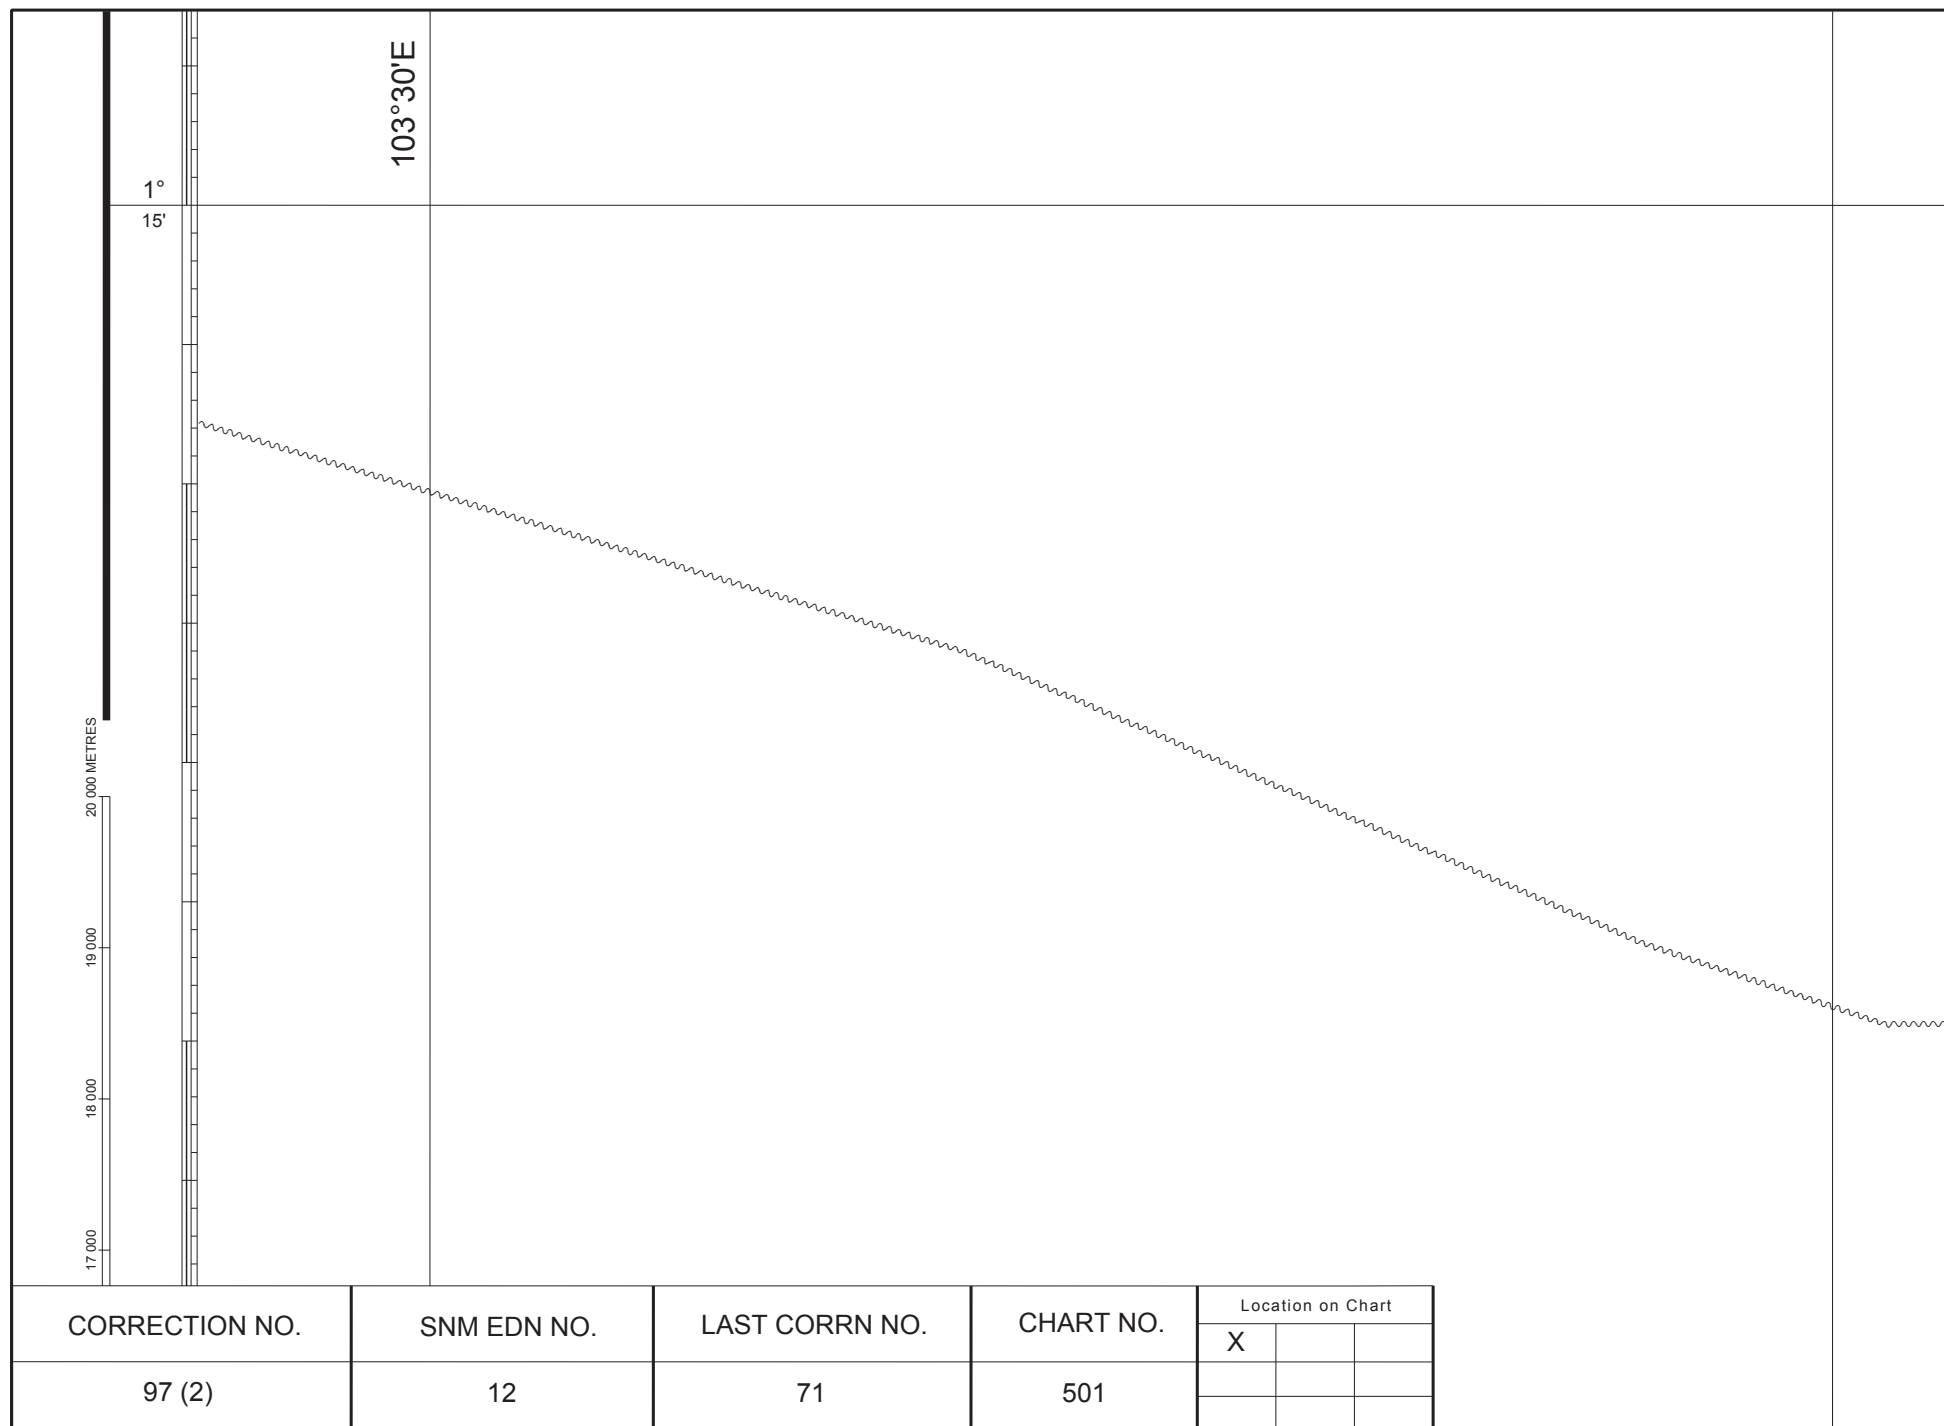 103°30'E
1°
15'
20 000 METRES
19 000
18 000
17 000
CORRECTION NO.
SNM EDN NO.
LAST CORRN NO.
CHART NO.
Location on Chart
X
97 (2)
12
71
501